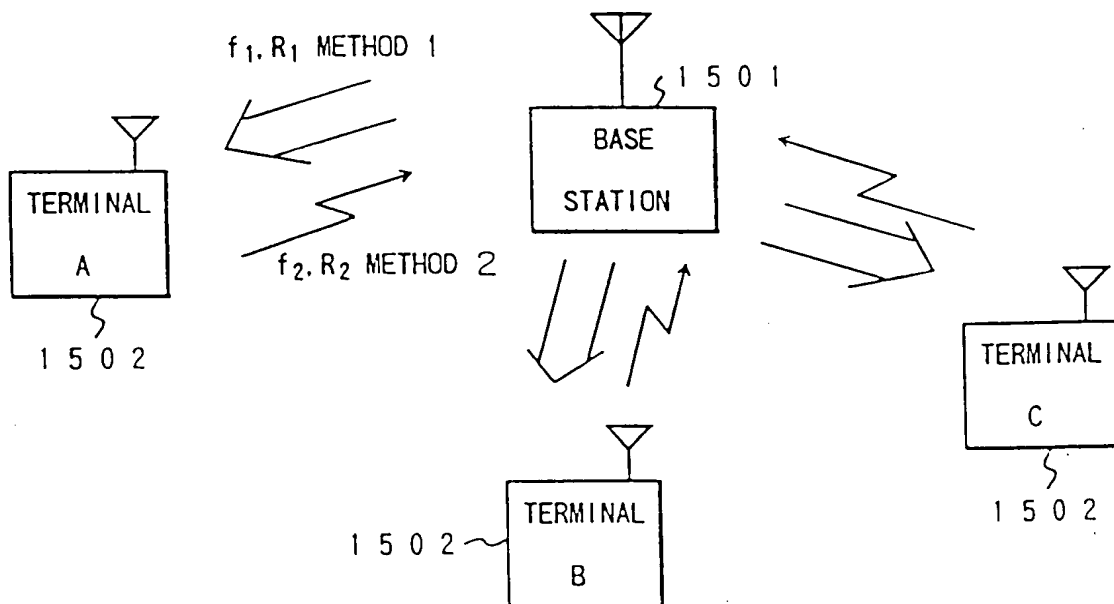 f₁, R₁ METHOD 1
1501
BASE
STATION
TERMINAL
A
1502
f₂, R₂ METHOD 2
TERMINAL
C
1502
TERMINAL
B
1502